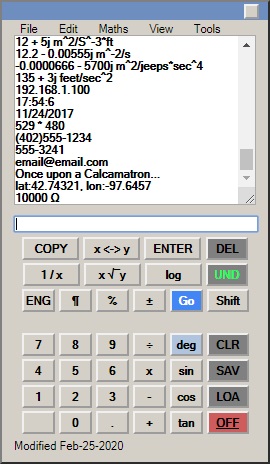 File Edit Maths View Tools
12 + 5j m^2/S^-3*ft
12.2 - 0.00555j m^-2/s
-0.0000666 - 5700j m^2/jeeps*sec^4
135 + 3j feet/sec^2
192.168.1.100
17:54:6
11/24/2017
529 * 480
(402)555-1234
555-3241
email@email.com
Once upon a Calcamatron...
lat:42.74321, lon:-97.6457
10000 Ω
COPY x <-> y ENTER DEL
1 / x x √¯ y log UND
ENG ¶ % ± Go Shift
7 8 9 ÷ deg CLR
4 5 6 x sin SAV
1 2 3 - cos LOA
0 . + tan OFF
Modified Feb-25-2020